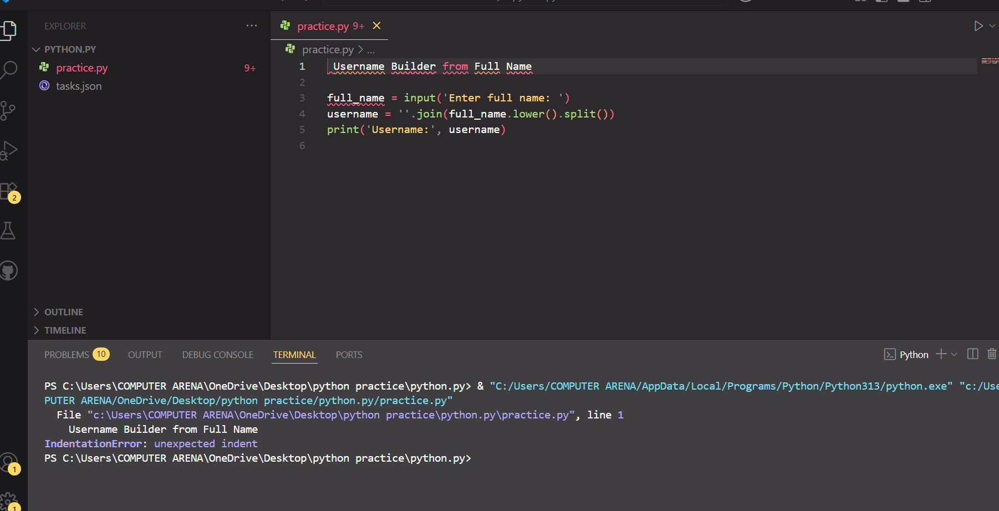 EXPLORER
PYTHON.PY
practice.py 9+
tasks.json
OUTLINE
TIMELINE
2
1
1
practice.py 9+
practice.py > ...
1 Username Builder from Full Name
2
3 full_name = input('Enter full name: ')
4 username = ''.join(full_name.lower().split())
5 print('Username:', username)
6
PROBLEMS 10 OUTPUT DEBUG CONSOLE TERMINAL PORTS
Python
PS C:\Users\COMPUTER ARENA\OneDrive\Desktop\python practice\python.py> & "C:/Users/COMPUTER ARENA/AppData/Local/Programs/Python/Python313/python.exe" "c:/Use
PUTER ARENA/OneDrive/Desktop/python practice/python.py/practice.py"
File "c:\Users\COMPUTER ARENA\OneDrive\Desktop\python practice\python.py\practice.py", line 1
Username Builder from Full Name
IndentationError: unexpected indent
PS C:\Users\COMPUTER ARENA\OneDrive\Desktop\python practice\python.py>